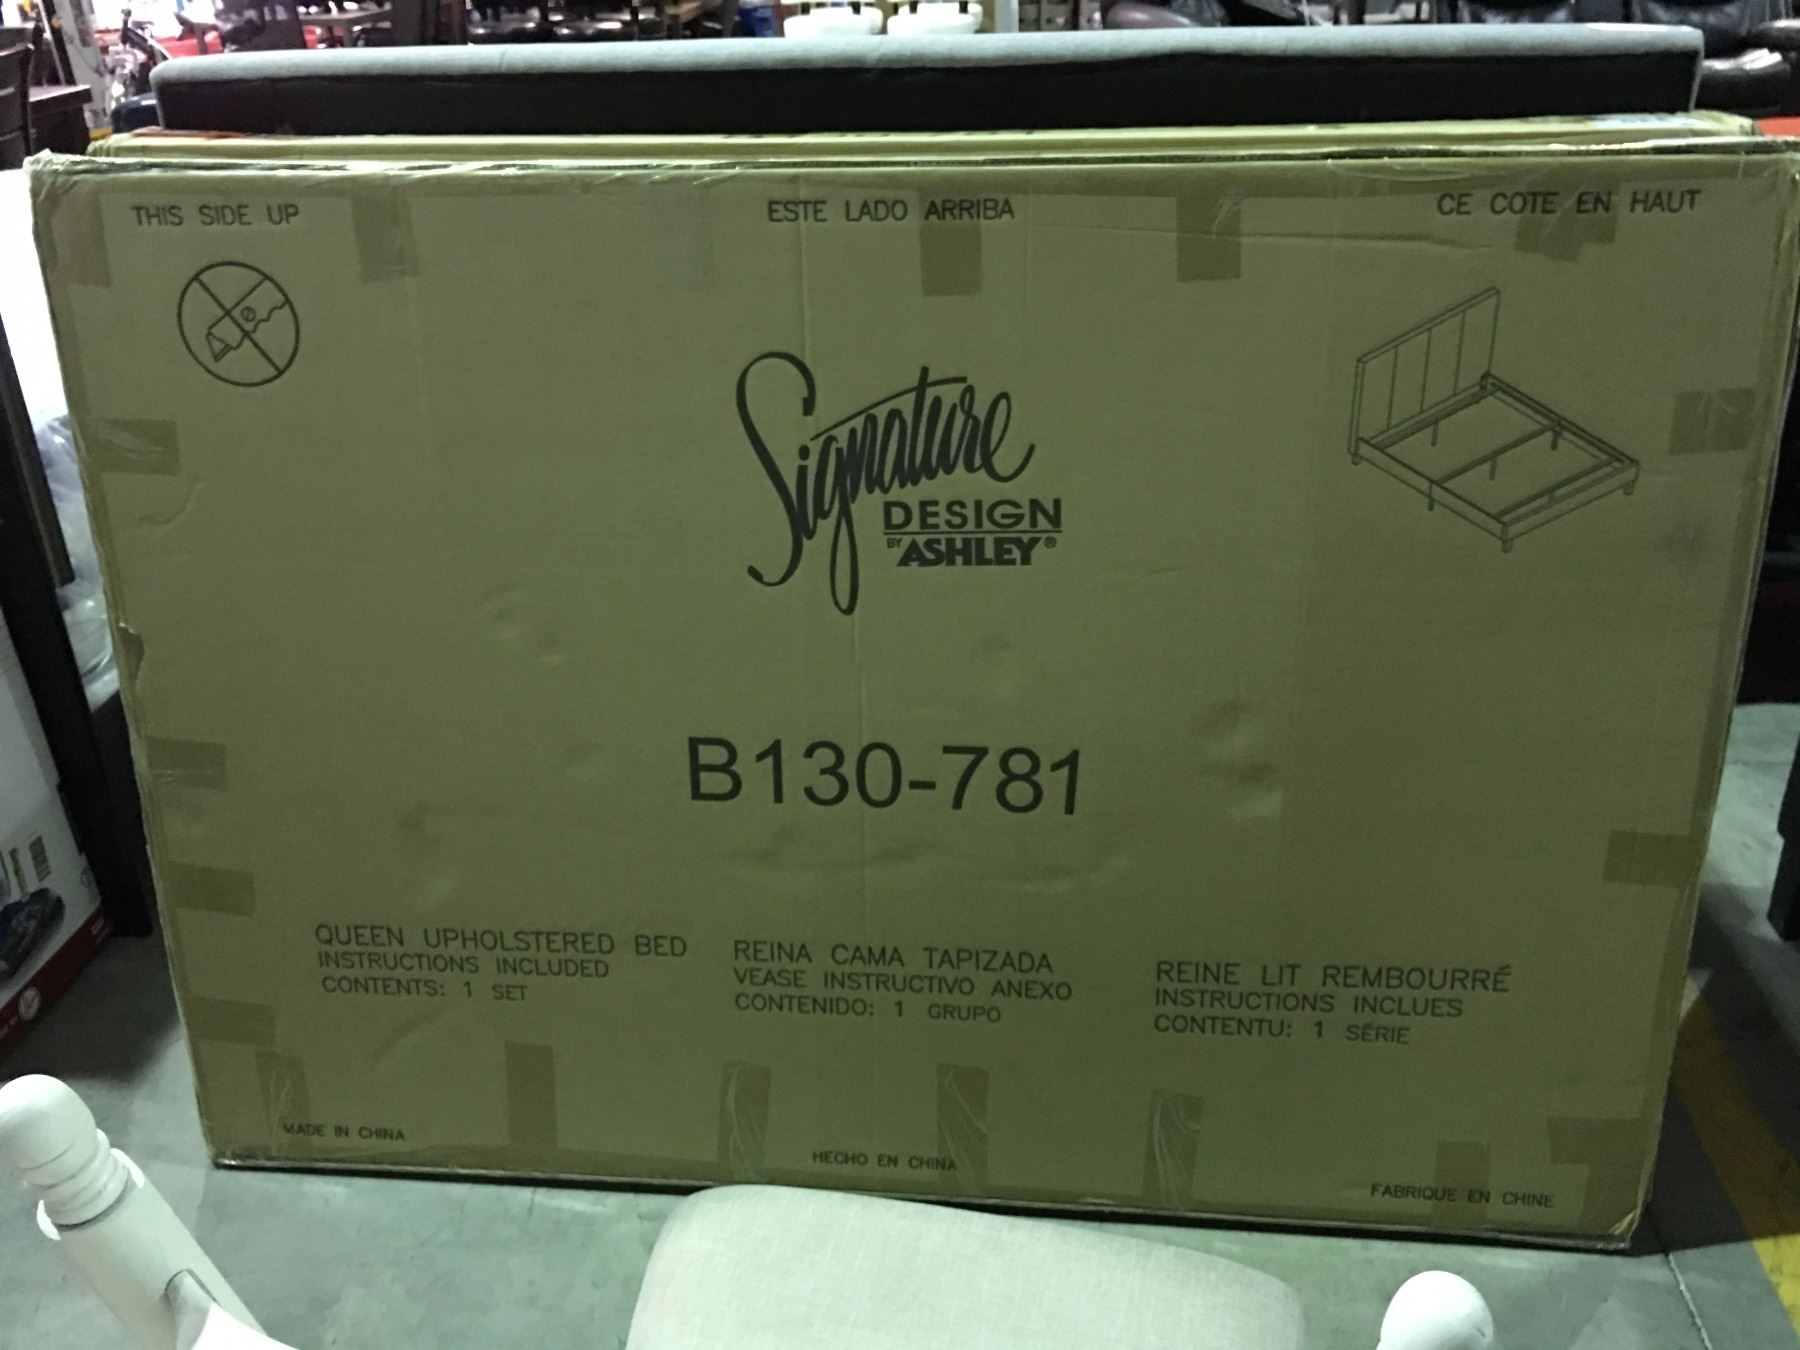 THIS SIDE UP
ESTE LADO ARRIBA
CE COTE EN HAUT
Signature
DESIGN
BY ASHLEY®
B130-781
QUEEN UPHOLSTERED BED
INSTRUCTIONS INCLUDED
CONTENTS: 1 SET
REINA CAMA TAPIZADA
VEASE INSTRUCTIVO ANEXO
CONTENIDO: 1 GRUPO
REINE LIT REMBOURRÉ
INSTRUCTIONS INCLUES
CONTENTU: 1 SÉRIE
MADE IN CHINA
HECHO EN CHINA
FABRIQUE EN CHINE